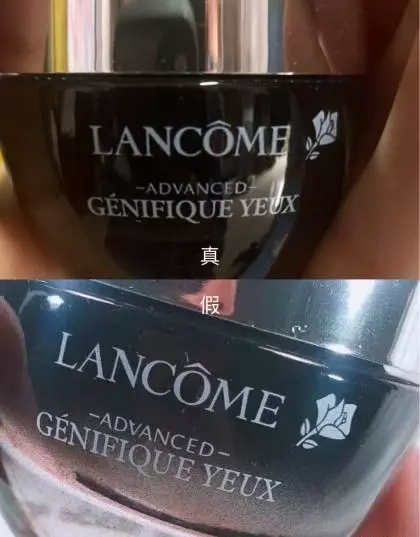 LANCÔME
-ADVANCED-
GÉNIFIQUE YEUX
真
假
LANCÔME
-ADVANCED-
GÉNIFIQUE YEUX